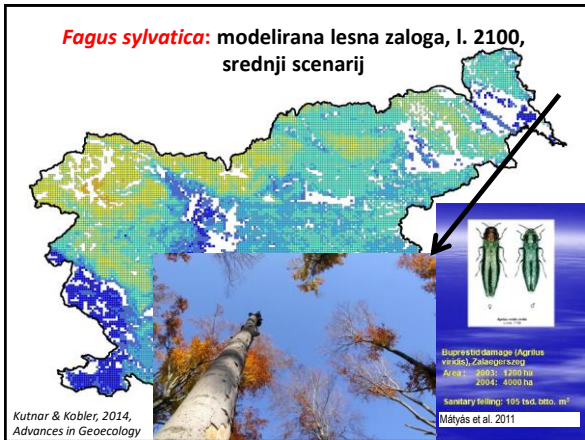 Fagus sylvatica: modelirana lesna zaloga, l. 2100,
srednji scenarij
Buprestid damage (Agrilus
viridis), Zalaegerszeg
Area : 2003: 1200 ha
2004: 4000 ha
Sanitary felling: 105 tsd. btto. m³
Mátyás et al. 2011
Kutnar & Kobler, 2014,
Advances in Geoecology